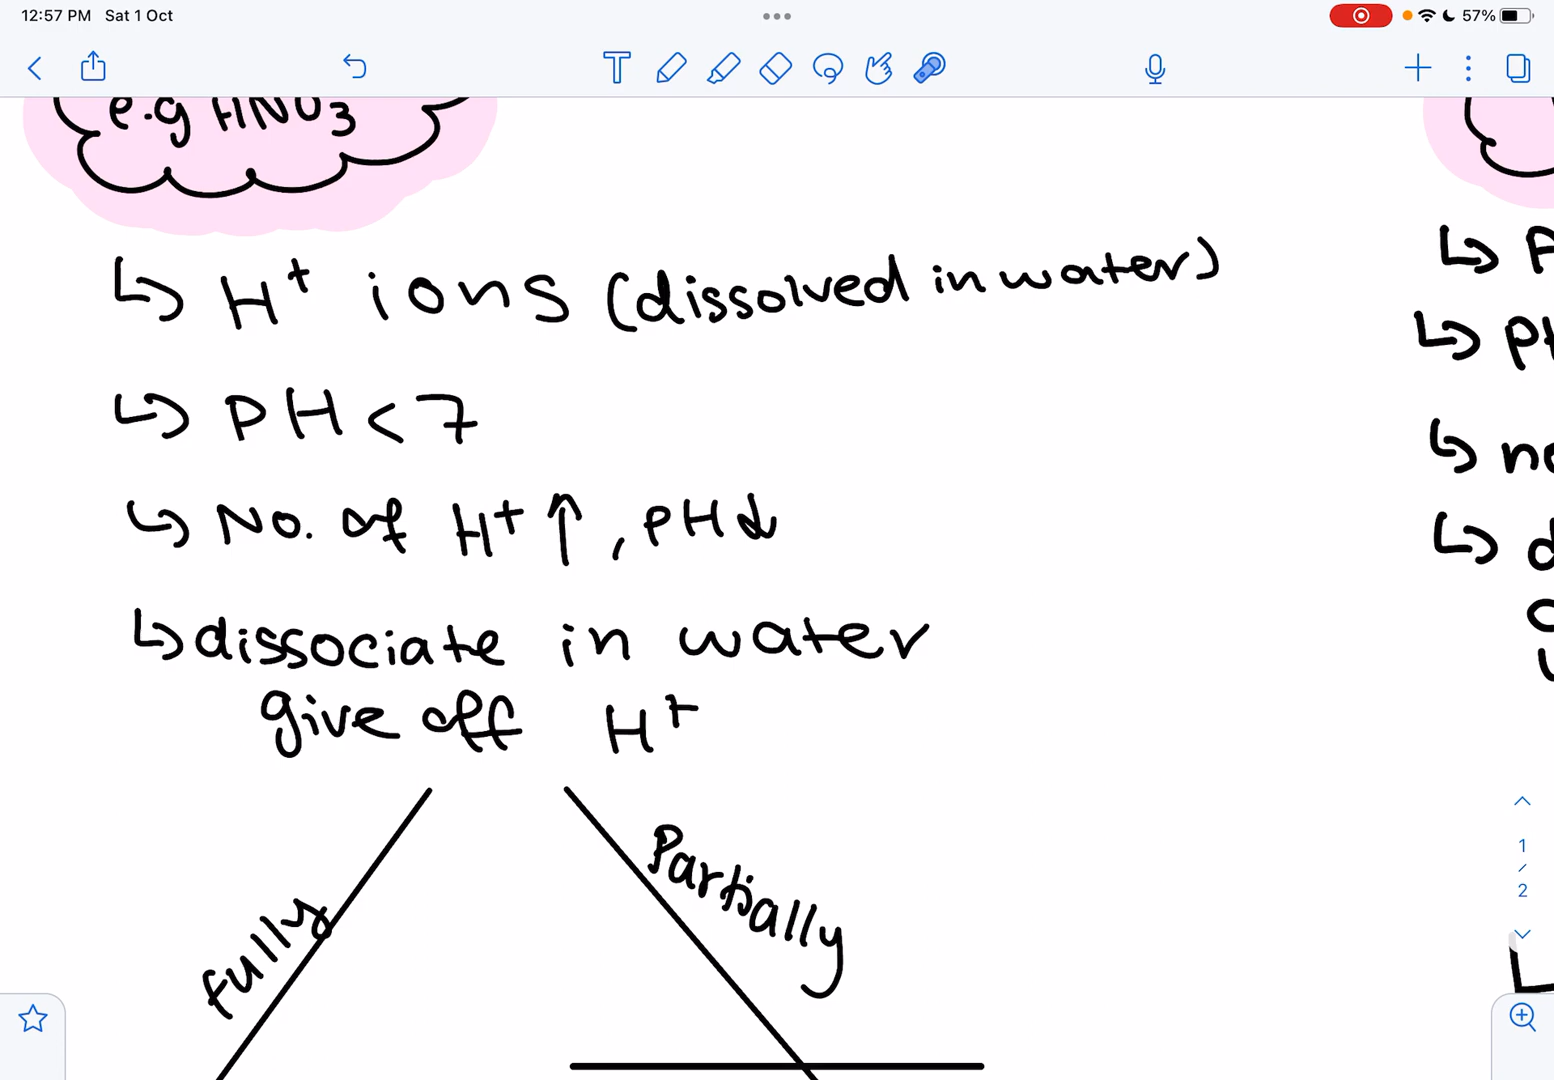 12:57 PM Sat 1 Oct
57%
e.g HNO3
↳ H+ ions (dissolved in water)
↳ PH < 7
↳ No. of H+ ↑, pH ↓
↳ dissociate in water
give off H+
fully
Partially
↳
↳
↳
↳
1
/
2